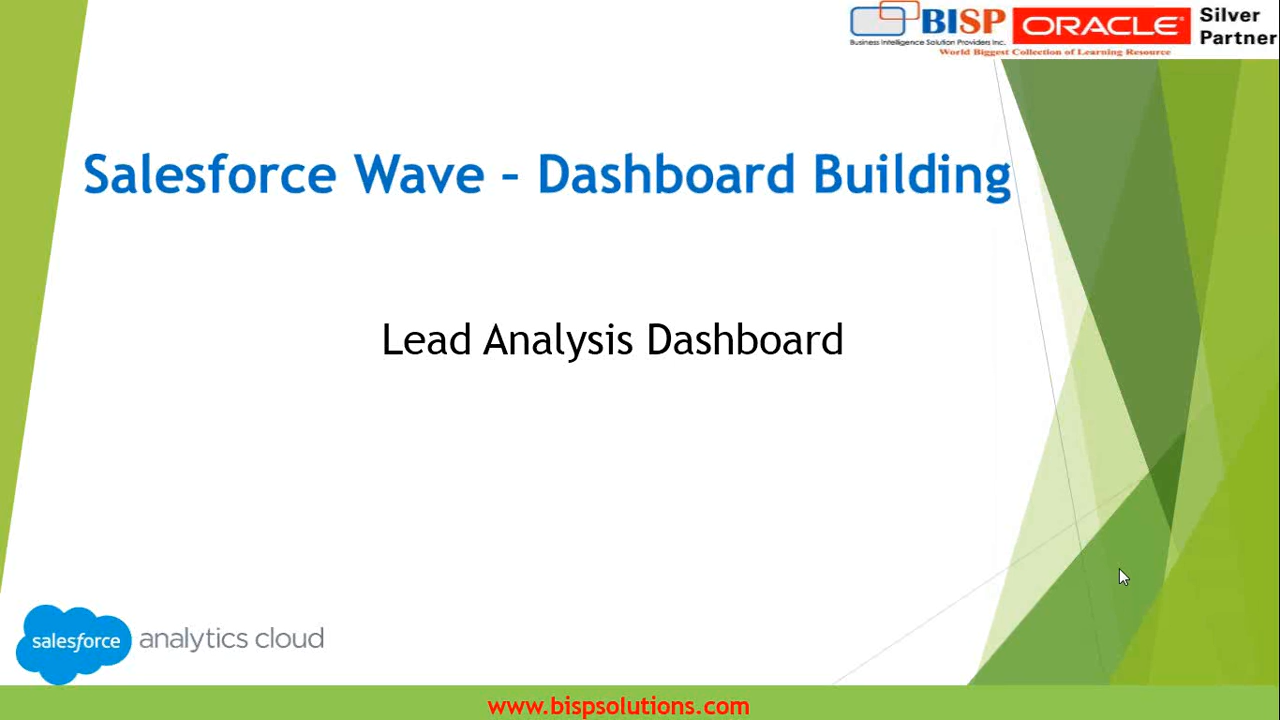 BISP
Business Intelligence Solution Providers Inc.
ORACLE
Silver
Partner
World Biggest Collection of Learning Resource
Salesforce Wave – Dashboard Building
Lead Analysis Dashboard
salesforce analytics cloud
www.bispsolutions.com